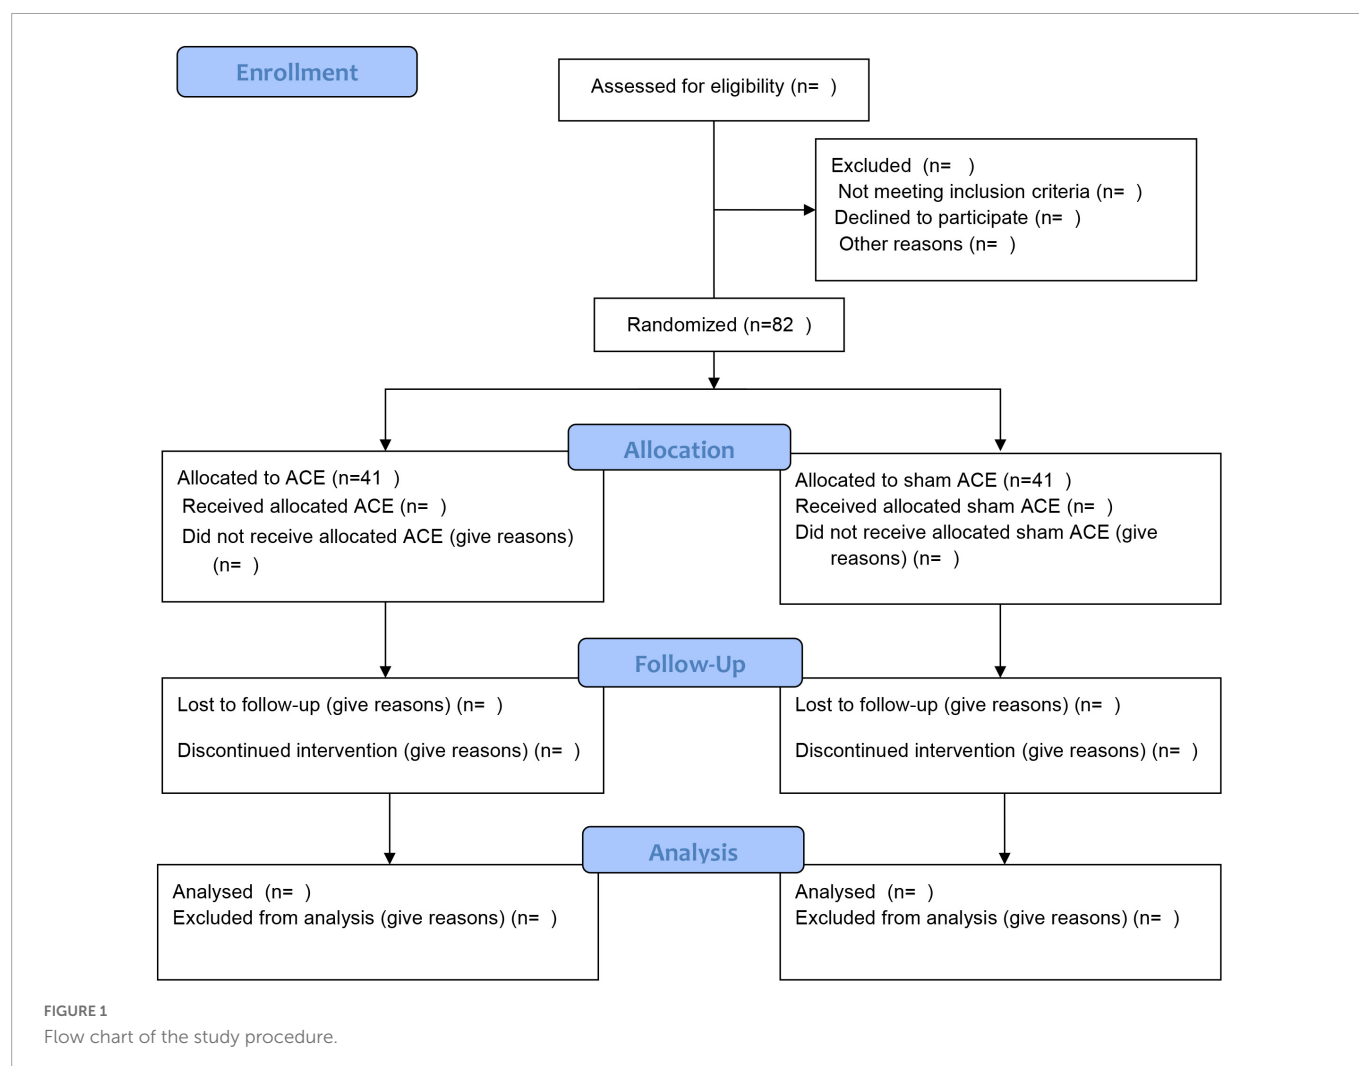 Enrollment
Assessed for eligibility (n=  )
Excluded  (n=   )
Not meeting inclusion criteria (n=  )
Declined to participate (n=  )
Other reasons (n=  )
Randomized (n=82  )
Allocation
Allocated to ACE (n=41  )
Received allocated ACE (n=  )
Did not receive allocated ACE (give reasons)
(n=  )
Allocated to sham ACE (n=41  )
Received allocated sham ACE (n=  )
Did not receive allocated sham ACE (give
reasons) (n=  )
Follow-Up
Lost to follow-up (give reasons) (n=  )
Discontinued intervention (give reasons) (n=  )
Lost to follow-up (give reasons) (n=  )
Discontinued intervention (give reasons) (n=  )
Analysis
Analysed  (n=  )
Excluded from analysis (give reasons) (n=  )
Analysed  (n=  )
Excluded from analysis (give reasons) (n=  )
FIGURE 1
Flow chart of the study procedure.